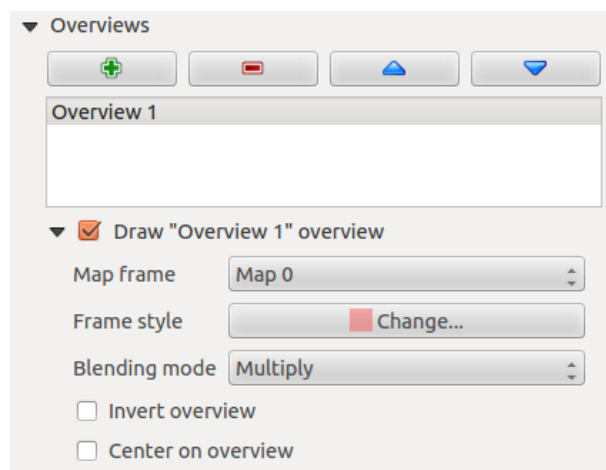 Overviews
Overview 1
Draw "Overview 1" overview
Map frame Map 0
Frame style Change...
Blending mode Multiply
Invert overview
Center on overview